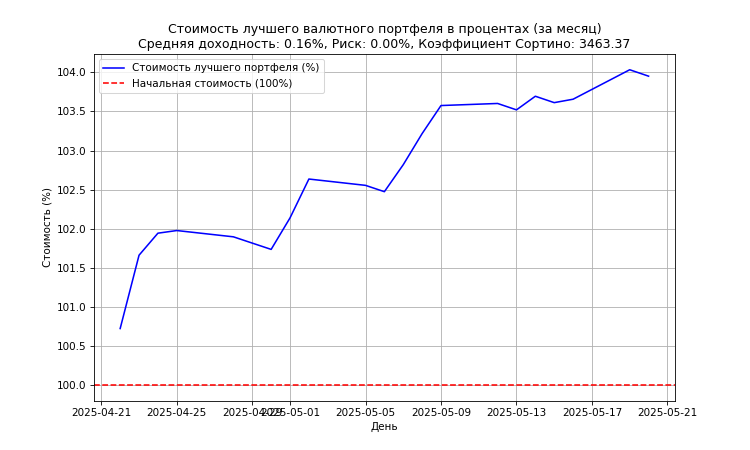 Стоимость лучшего валютного портфеля в процентах (за месяц)
Средняя доходность: 0.16%, Риск: 0.00%, Коэффициент Сортино: 3463.37
Стоимость лучшего портфеля (%)
Начальная стоимость (100%)
Стоимость (%)
104.0
103.5
103.0
102.5
102.0
101.5
101.0
100.5
100.0
2025-04-21 2025-04-25 2025-04-29 2025-05-01 2025-05-05 2025-05-09 2025-05-13 2025-05-17 2025-05-21
День